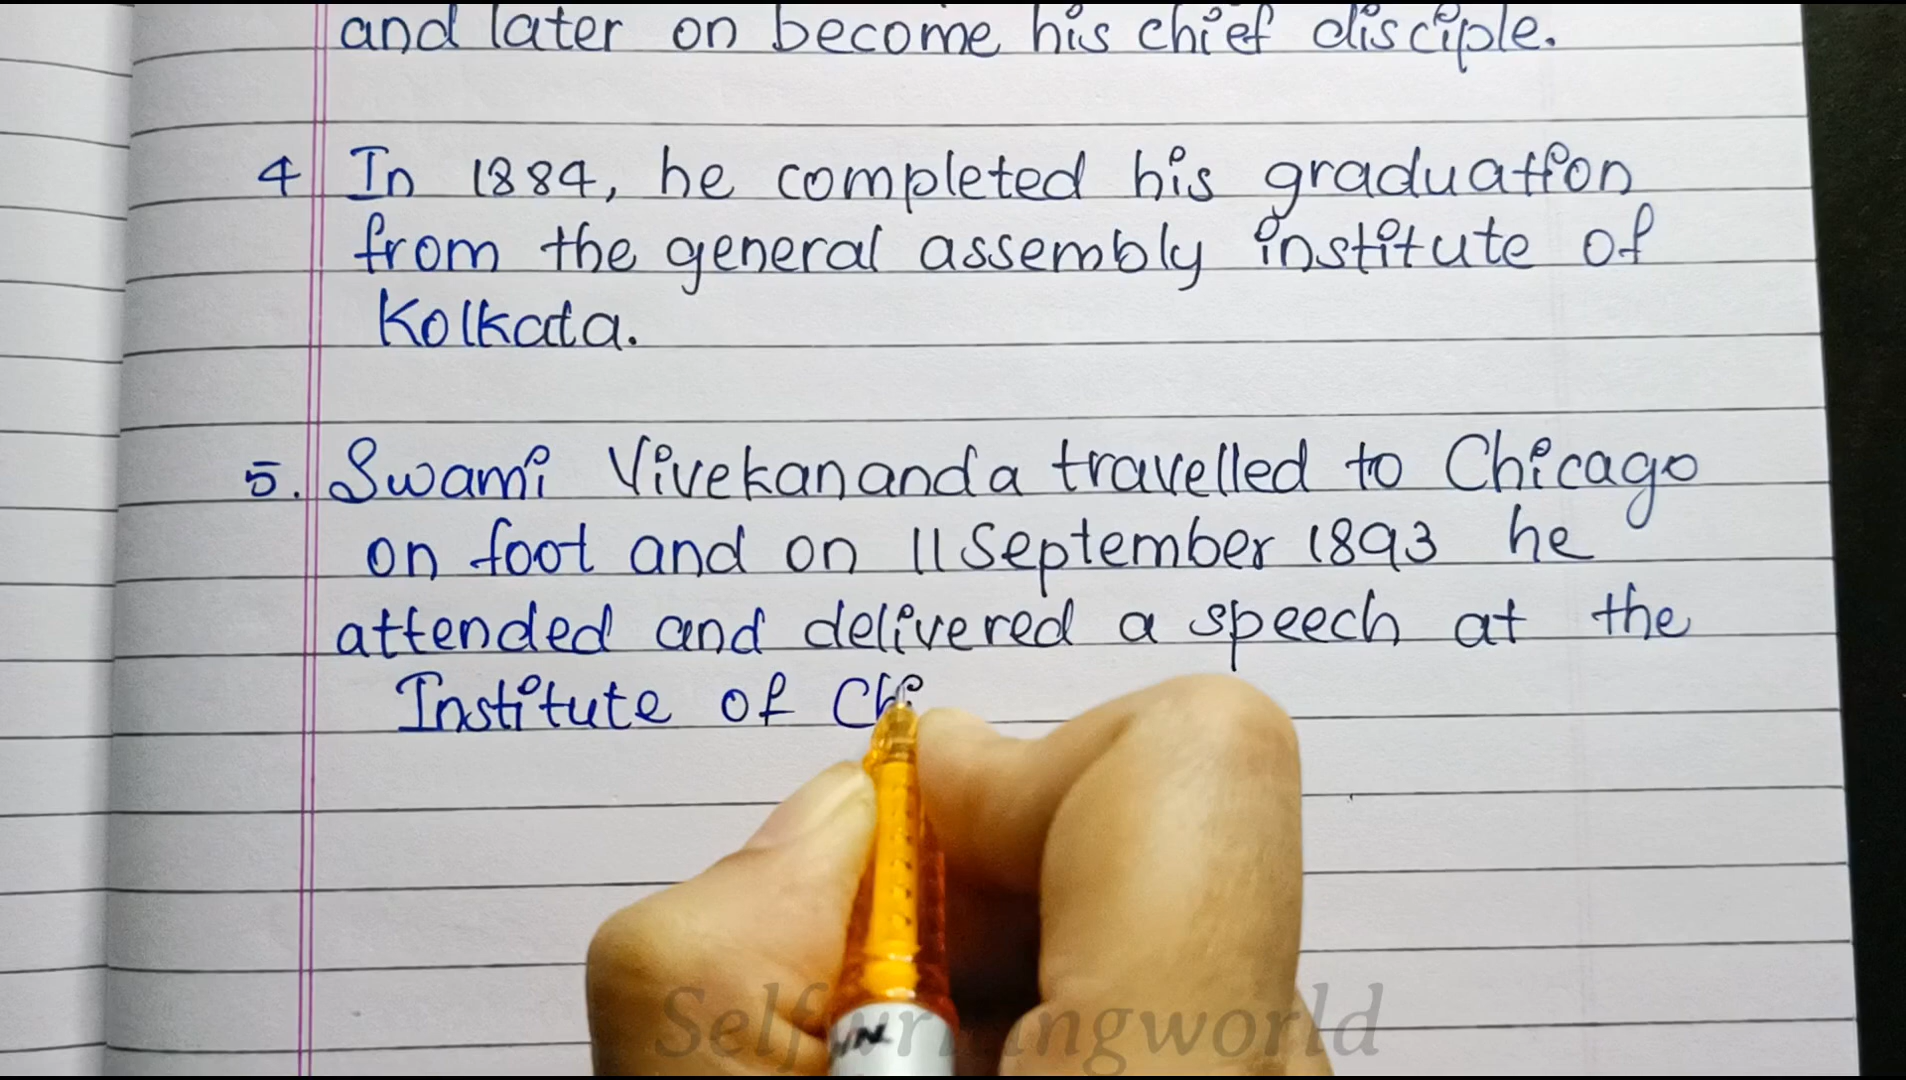 and later on become his chief disciple.
4 In 1884, he completed his graduation
from the general assembly institute of
Kolkata.
5. Swami Vivekananda travelled to Chicago
on foot and on 11 September 1893 he
attended and delivered a speech at the
Institute of Chi
Selfwritingworld